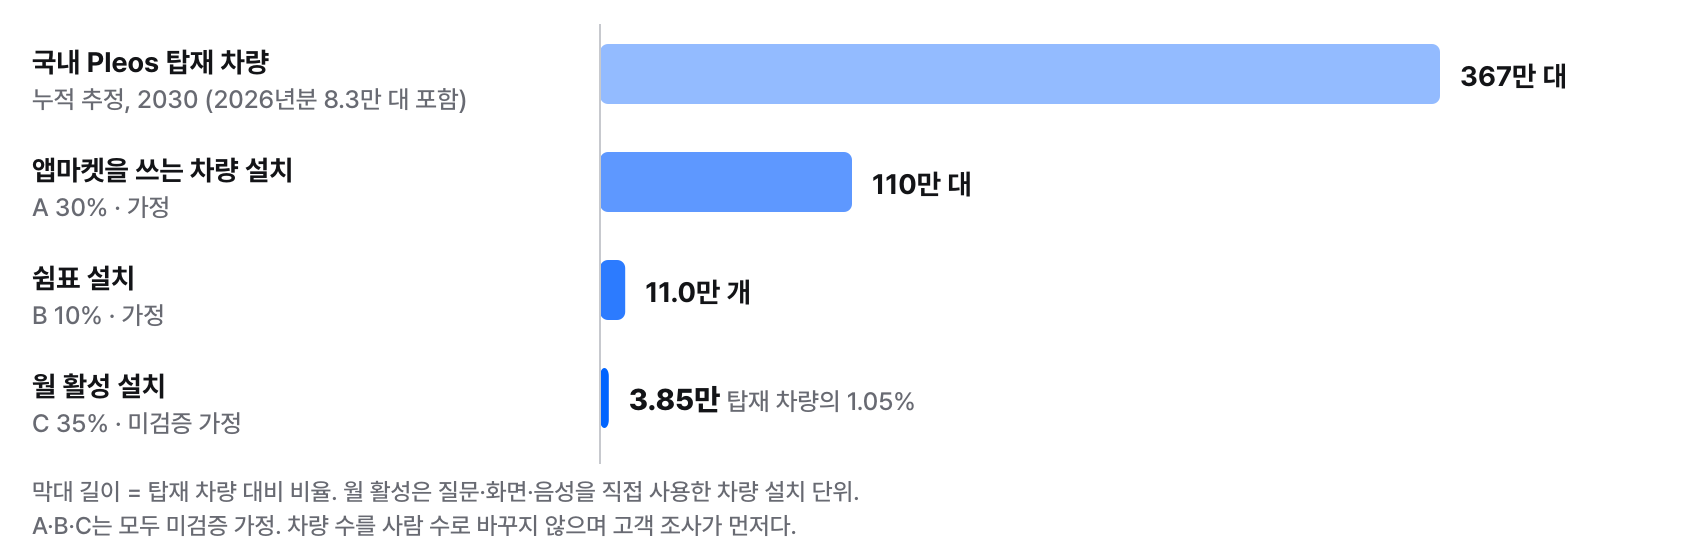 국내 Pleos 탑재 차량
누적 추정, 2030 (2026년분 8.3만 대 포함)
367만 대
앱마켓을 쓰는 차량 설치
A 30% · 가정
110만 대
쉼표 설치
B 10% · 가정
11.0만 개
월 활성 설치
C 35% · 미검증 가정
3.85만 탑재 차량의 1.05%
막대 길이 = 탑재 차량 대비 비율. 월 활성은 질문·화면·음성을 직접 사용한 차량 설치 단위.
A·B·C는 모두 미검증 가정. 차량 수를 사람 수로 바꾸지 않으며 고객 조사가 먼저다.